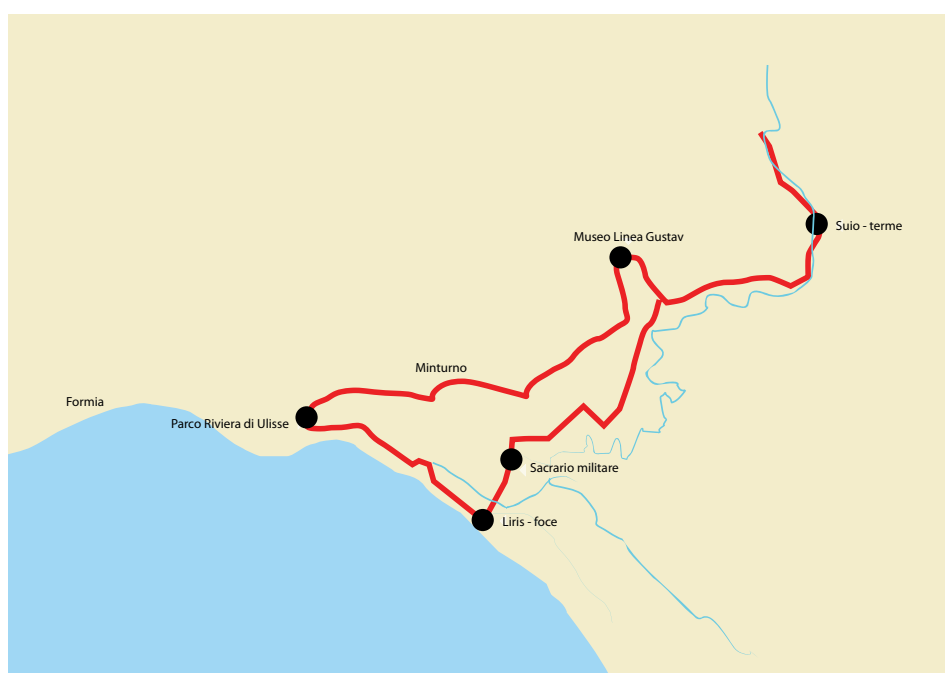 Suio - terme
Museo Linea Gustav
Minturno
Formia
Parco Riviera di Ulisse
Sacrario militare
Liris - foce